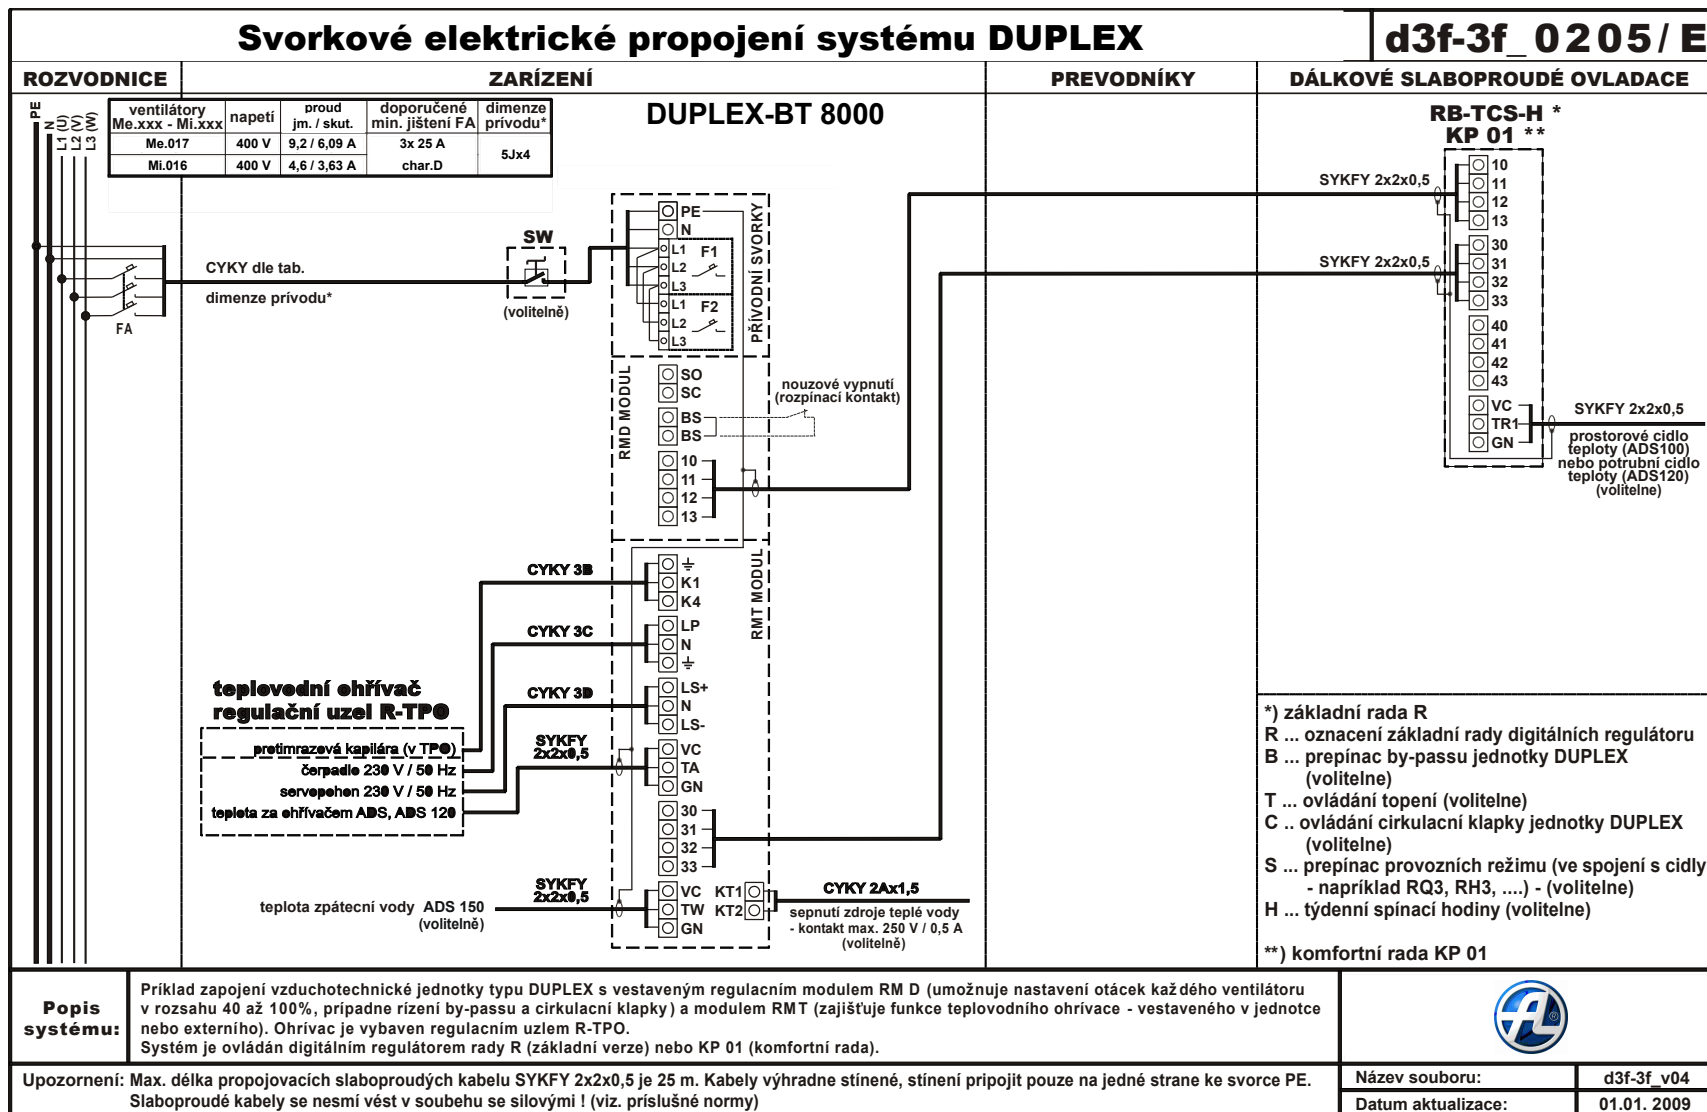 Svorkové elektrické propojení systému DUPLEX
d3f-3f_0205/E
ROZVODNICE
ZARÍZENÍ
PREVODNÍKY
DÁLKOVÉ SLABOPROUDÉ OVLADACE
PE
N
L1 (U)
L2 (V)
L3 (W)
ventilátory Me.xxx - Mi.xxx
napetí
proud jm. / skut.
doporučené min. jištení FA
dimenze prívodu*
Me.017
400 V
9,2 / 6,09 A
3x 25 A
5Jx4
Mi.016
400 V
4,6 / 3,63 A
char.D
DUPLEX-BT 8000
RB-TCS-H *
KP 01 **
FA
CYKY dle tab.
dimenze prívodu*
SW
(volitelně)
PE
N
L1
L2
L3
F1
L1
L2
L3
F2
PŘÍVODNÍ SVORKY
RMD MODUL
SO
SC
BS
BS
10
11
12
13
nouzové vypnutí
(rozpínací kontakt)
SYKFY 2x2x0,5
SYKFY 2x2x0,5
10
11
12
13
30
31
32
33
40
41
42
43
VC
TR1
GN
SYKFY 2x2x0,5
prostorové cidlo
teploty (ADS100)
nebo potrubní cidlo
teploty (ADS120)
(volitelne)
RMT MODUL
CYKY 3B
K1
K4
CYKY 3C
LP
N
CYKY 3D
LS+
N
LS-
SYKFY
2x2x0,5
VC
TA
GN
30
31
32
33
teplovodní ohřívač
regulační uzel R-TPO
protimrazová kapilára (v TPO)
čerpadlo 230 V / 50 Hz
servopohon 230 V / 50 Hz
teplota za ohřívačem ADS, ADS 120
SYKFY
2x2x0,5
teplota zpátecní vody ADS 150
(volitelně)
VC
TW
GN
KT1
KT2
CYKY 2Ax1,5
sepnutí zdroje teplé vody
- kontakt max. 250 V / 0,5 A
(volitelně)
*) základní rada R
R ... oznacení základní rady digitálních regulátoru
B ... prepínac by-passu jednotky DUPLEX
(volitelne)
T ... ovládání topení (volitelne)
C .. ovládání cirkulacní klapky jednotky DUPLEX
(volitelne)
S ... prepínac provozních režimu (ve spojení s cidly
- napríklad RQ3, RH3, ....) - (volitelne)
H ... týdenní spínací hodiny (volitelne)
**) komfortní rada KP 01
Popis
systému:
Príklad zapojení vzduchotechnické jednotky typu DUPLEX s vestaveným regulacním modulem RM D (umožnuje nastavení otácek každého ventilátoru
v rozsahu 40 až 100%, prípadne rízení by-passu a cirkulacní klapky) a modulem RMT (zajišťuje funkce teplovodního ohrívace - vestaveného v jednotce
nebo externího). Ohrívac je vybaven regulacním uzlem R-TPO.
Systém je ovládán digitálním regulátorem rady R (základní verze) nebo KP 01 (komfortní rada).
Upozornení: Max. délka propojovacích slaboproudých kabelu SYKFY 2x2x0,5 je 25 m. Kabely výhradne stínené, stínení pripojit pouze na jedné strane ke svorce PE.
Slaboproudé kabely se nesmí vést v soubehu se silovými ! (viz. príslušné normy)
Název souboru:
d3f-3f_v04
Datum aktualizace:
01.01. 2009